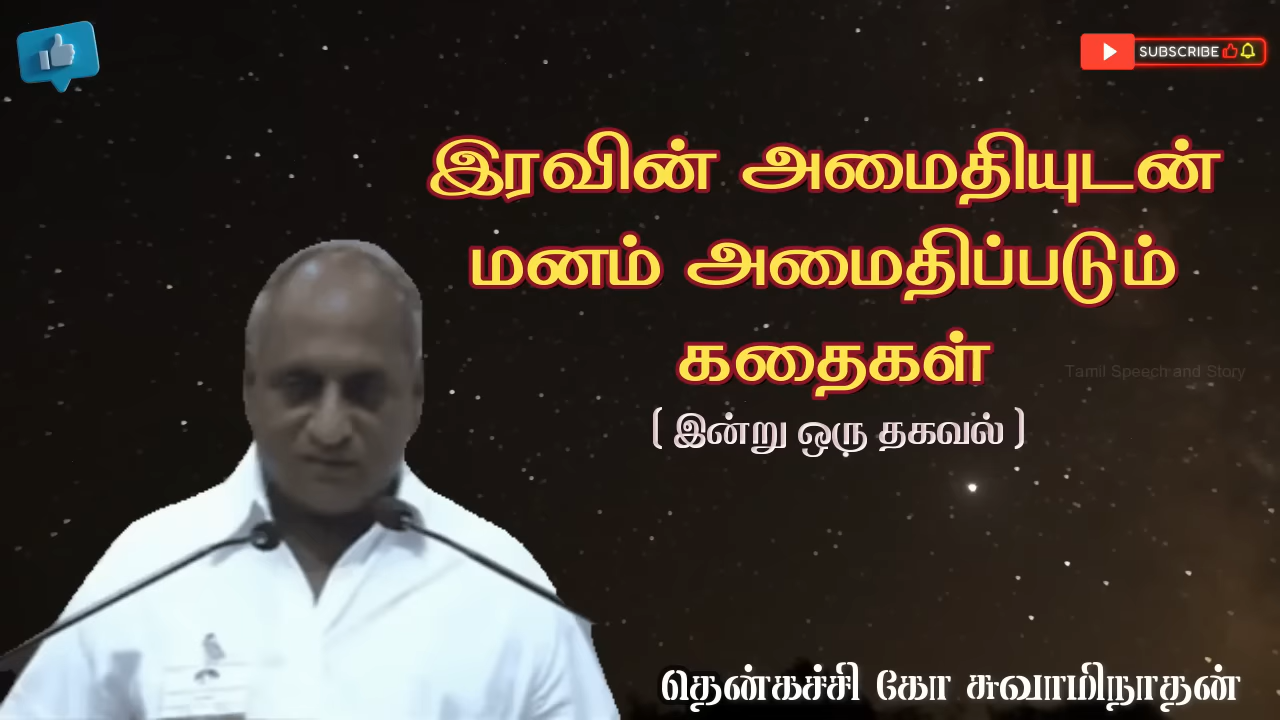 SUBSCRIBE
இரவின் அமைதியுடன்
மனம் அமைதிப்படும்
கதைகள்
Tamil Speech and Story
( இன்று ஒரு தகவல் )
தென்கச்சி கோ சுவாமிநாதன்